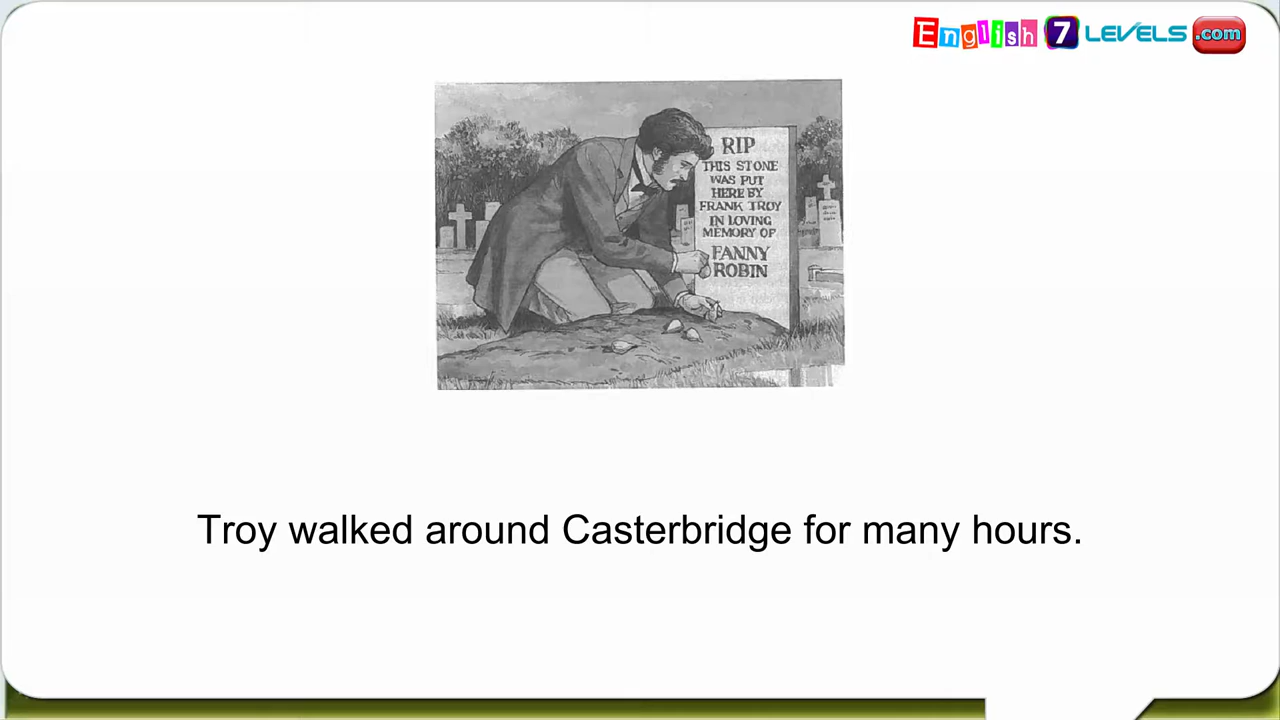 English 7 LEVELS .com
RIP
THIS STONE
WAS PUT
HERE BY
FRANK TROY
IN LOVING
MEMORY OF
FANNY
ROBIN
Troy walked around Casterbridge for many hours.